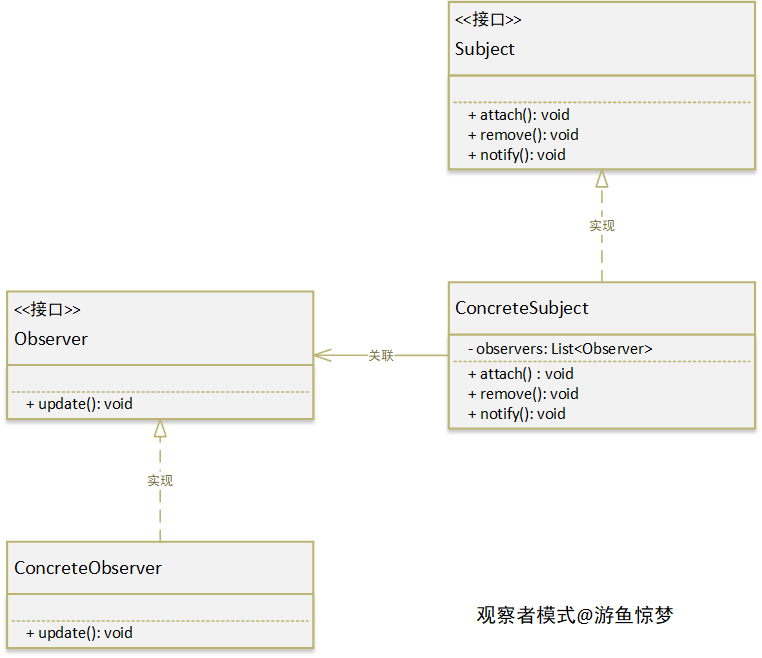 <<接口>>
Subject
+ attach(): void
+ remove(): void
+ notify(): void
实现
ConcreteSubject
- observers: List<Observer>
+ attach() : void
+ remove(): void
+ notify(): void
关联
<<接口>>
Observer
+ update(): void
实现
ConcreteObserver
+ update(): void
观察者模式@游鱼惊梦